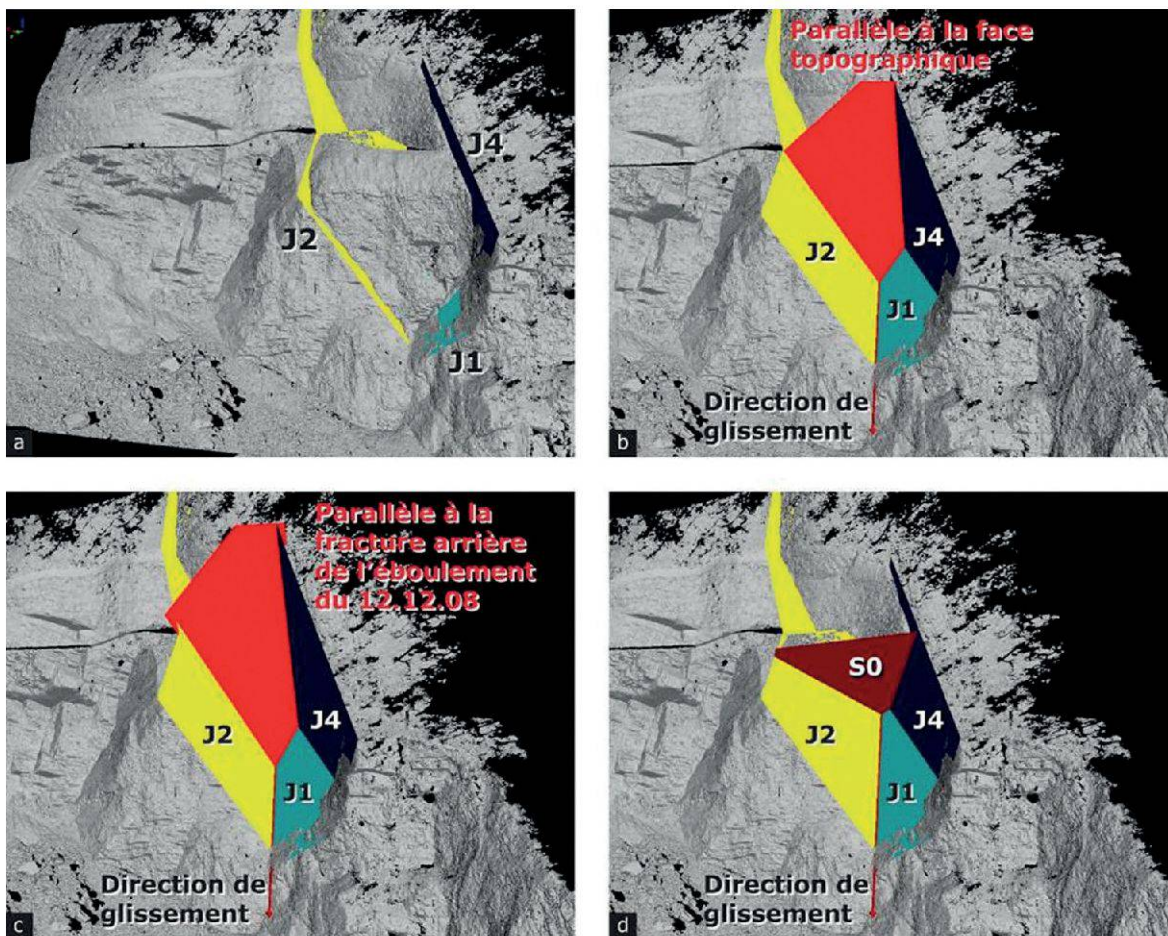 J4
J2
J1
a
Parallèle à la face
topographique
J4
J2
J1
Direction de
glissement
b
Parallèle à la
fracture arrière
de l'éboulement
du 12.12.08
J4
J2
J1
Direction de
glissement
c
S0
J4
J2
J1
Direction de
glissement
d